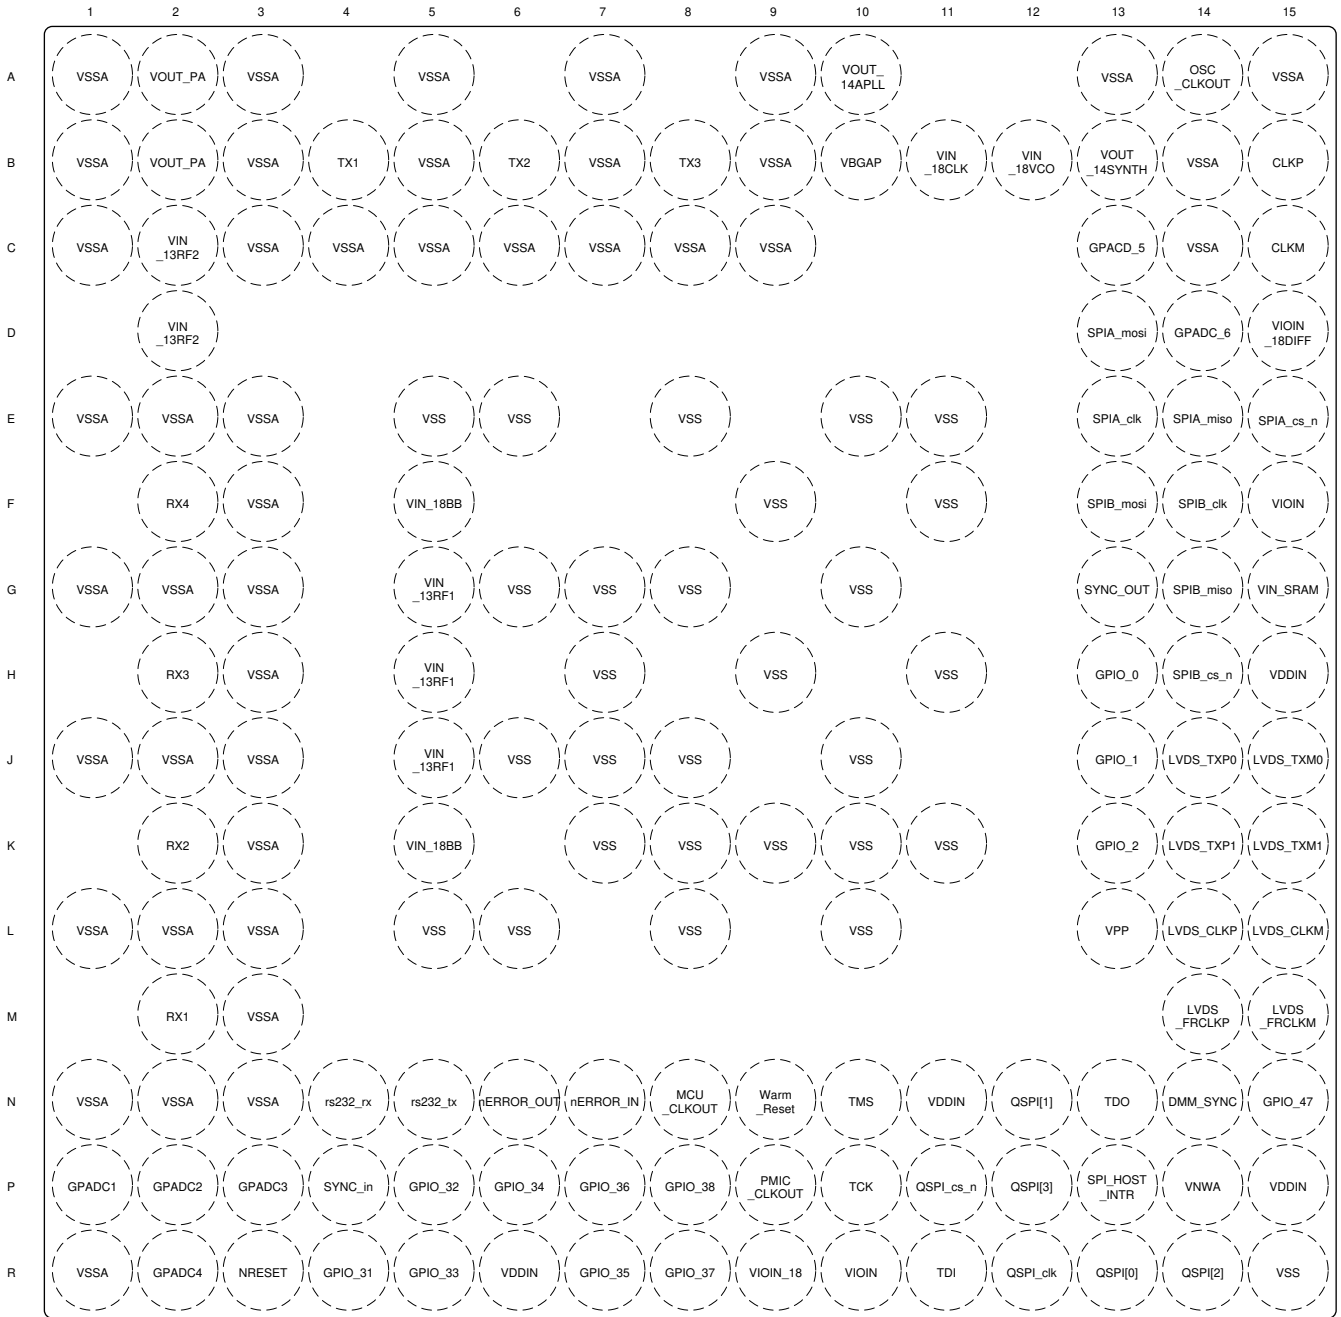 1 2 3 4 5 6 7 8 9 10 11 12 13 14 15
A VSSA VOUT_PA VSSA VSSA VSSA VSSA VOUT_ 14APLL VSSA OSC _CLKOUT VSSA
B VSSA VOUT_PA VSSA TX1 VSSA TX2 VSSA TX3 VSSA VBGAP VIN _18CLK VIN _18VCO VOUT _14SYNTH VSSA CLKP
C VSSA VIN _13RF2 VSSA VSSA VSSA VSSA VSSA VSSA VSSA GPACD_5 VSSA CLKM
D VIN _13RF2 SPIA_mosi GPADC_6 VIOIN _18DIFF
E VSSA VSSA VSSA VSS VSS VSS VSS VSS SPIA_clk SPIA_miso SPIA_cs_n
F RX4 VSSA VIN_18BB VSS VSS SPIB_mosi SPIB_clk VIOIN
G VSSA VSSA VSSA VIN _13RF1 VSS VSS VSS VSS SYNC_OUT SPIB_miso VIN_SRAM
H RX3 VSSA VIN _13RF1 VSS VSS VSS GPIO_0 SPIB_cs_n VDDIN
J VSSA VSSA VSSA VIN _13RF1 VSS VSS VSS VSS GPIO_1 LVDS_TXP0 LVDS_TXM0
K RX2 VSSA VIN_18BB VSS VSS VSS VSS VSS GPIO_2 LVDS_TXP1 LVDS_TXM1
L VSSA VSSA VSSA VSS VSS VSS VSS VPP LVDS_CLKP LVDS_CLKM
M RX1 VSSA LVDS _FRCLKP LVDS _FRCLKM
N VSSA VSSA VSSA rs232_rx rs232_tx nERROR_OUT nERROR_IN MCU _CLKOUT Warm _Reset TMS VDDIN QSPI[1] TDO DMM_SYNC GPIO_47
P GPADC1 GPADC2 GPADC3 SYNC_in GPIO_32 GPIO_34 GPIO_36 GPIO_38 PMIC _CLKOUT TCK QSPI_cs_n QSPI[3] SPI_HOST _INTR VNWA VDDIN
R VSSA GPADC4 NRESET GPIO_31 GPIO_33 VDDIN GPIO_35 GPIO_37 VIOIN_18 VIOIN TDI QSPI_clk QSPI[0] QSPI[2] VSS